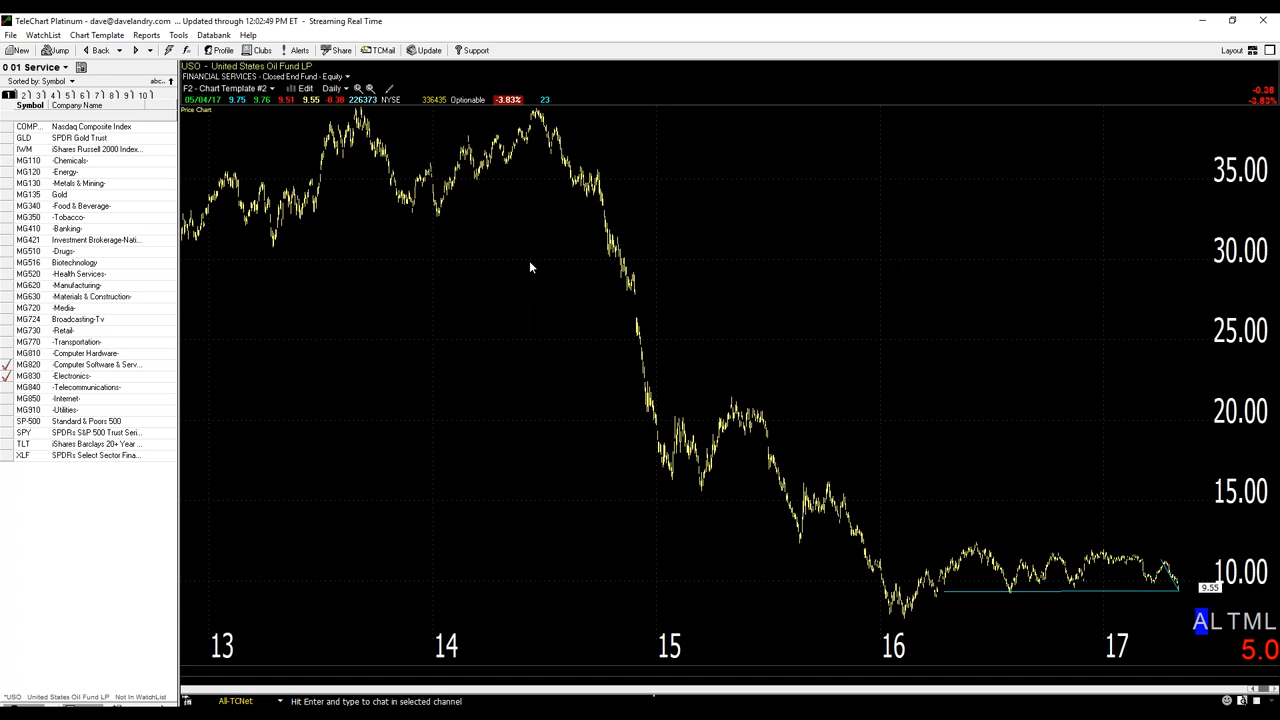 TeleChart Platinum - dave@davelandry.com ... Updated through 12:02:49 PM ET - Streaming Real Time
File WatchList Chart Template Reports Tools Databank Help
New Jump Back Profile Clubs Alerts Share TCMail Update Support Layout
0 01 Service
Sorted by: Symbol abc..
1 2 3 4 5 6 7 8 9 10
Symbol Company Name
COMP... Nasdaq Composite Index
GLD SPDR Gold Trust
IWM iShares Russell 2000 Index...
MG110 -Chemicals-
MG120 -Energy-
MG130 -Metals & Mining-
MG135 Gold
MG340 -Food & Beverage-
MG350 -Tobacco-
MG410 -Banking-
MG421 Investment Brokerage-Nati...
MG510 -Drugs-
MG516 Biotechnology
MG520 -Health Services-
MG620 -Manufacturing-
MG630 -Materials & Construction-
MG720 -Media-
MG724 Broadcasting-Tv
MG730 -Retail-
MG770 -Transportation-
MG810 -Computer Hardware-
MG820 -Computer Software & Serv...
MG830 -Electronics-
MG840 -Telecommunications-
MG850 -Internet-
MG910 -Utilities-
SP-500 Standard & Poors 500
SPY SPDRs S&P 500 Trust Seri...
TLT iShares Barclays 20+ Year ...
XLF SPDRs Select Sector Fina...
*USO United States Oil Fund LP Not In WatchList
USO - United States Oil Fund LP
FINANCIAL SERVICES - Closed End Fund - Equity
F2 - Chart Template #2 Edit Daily
05/04/17 9.75 9.76 9.51 9.55 -0.38 226373 NYSE 336435 Optionable -3.83% 23
-0.38
-3.83%
Price Chart
35.00
30.00
25.00
20.00
15.00
10.00
9.55
ALTML
5.0
13 14 15 16 17
All-TCNet Hit Enter and type to chat in selected channel